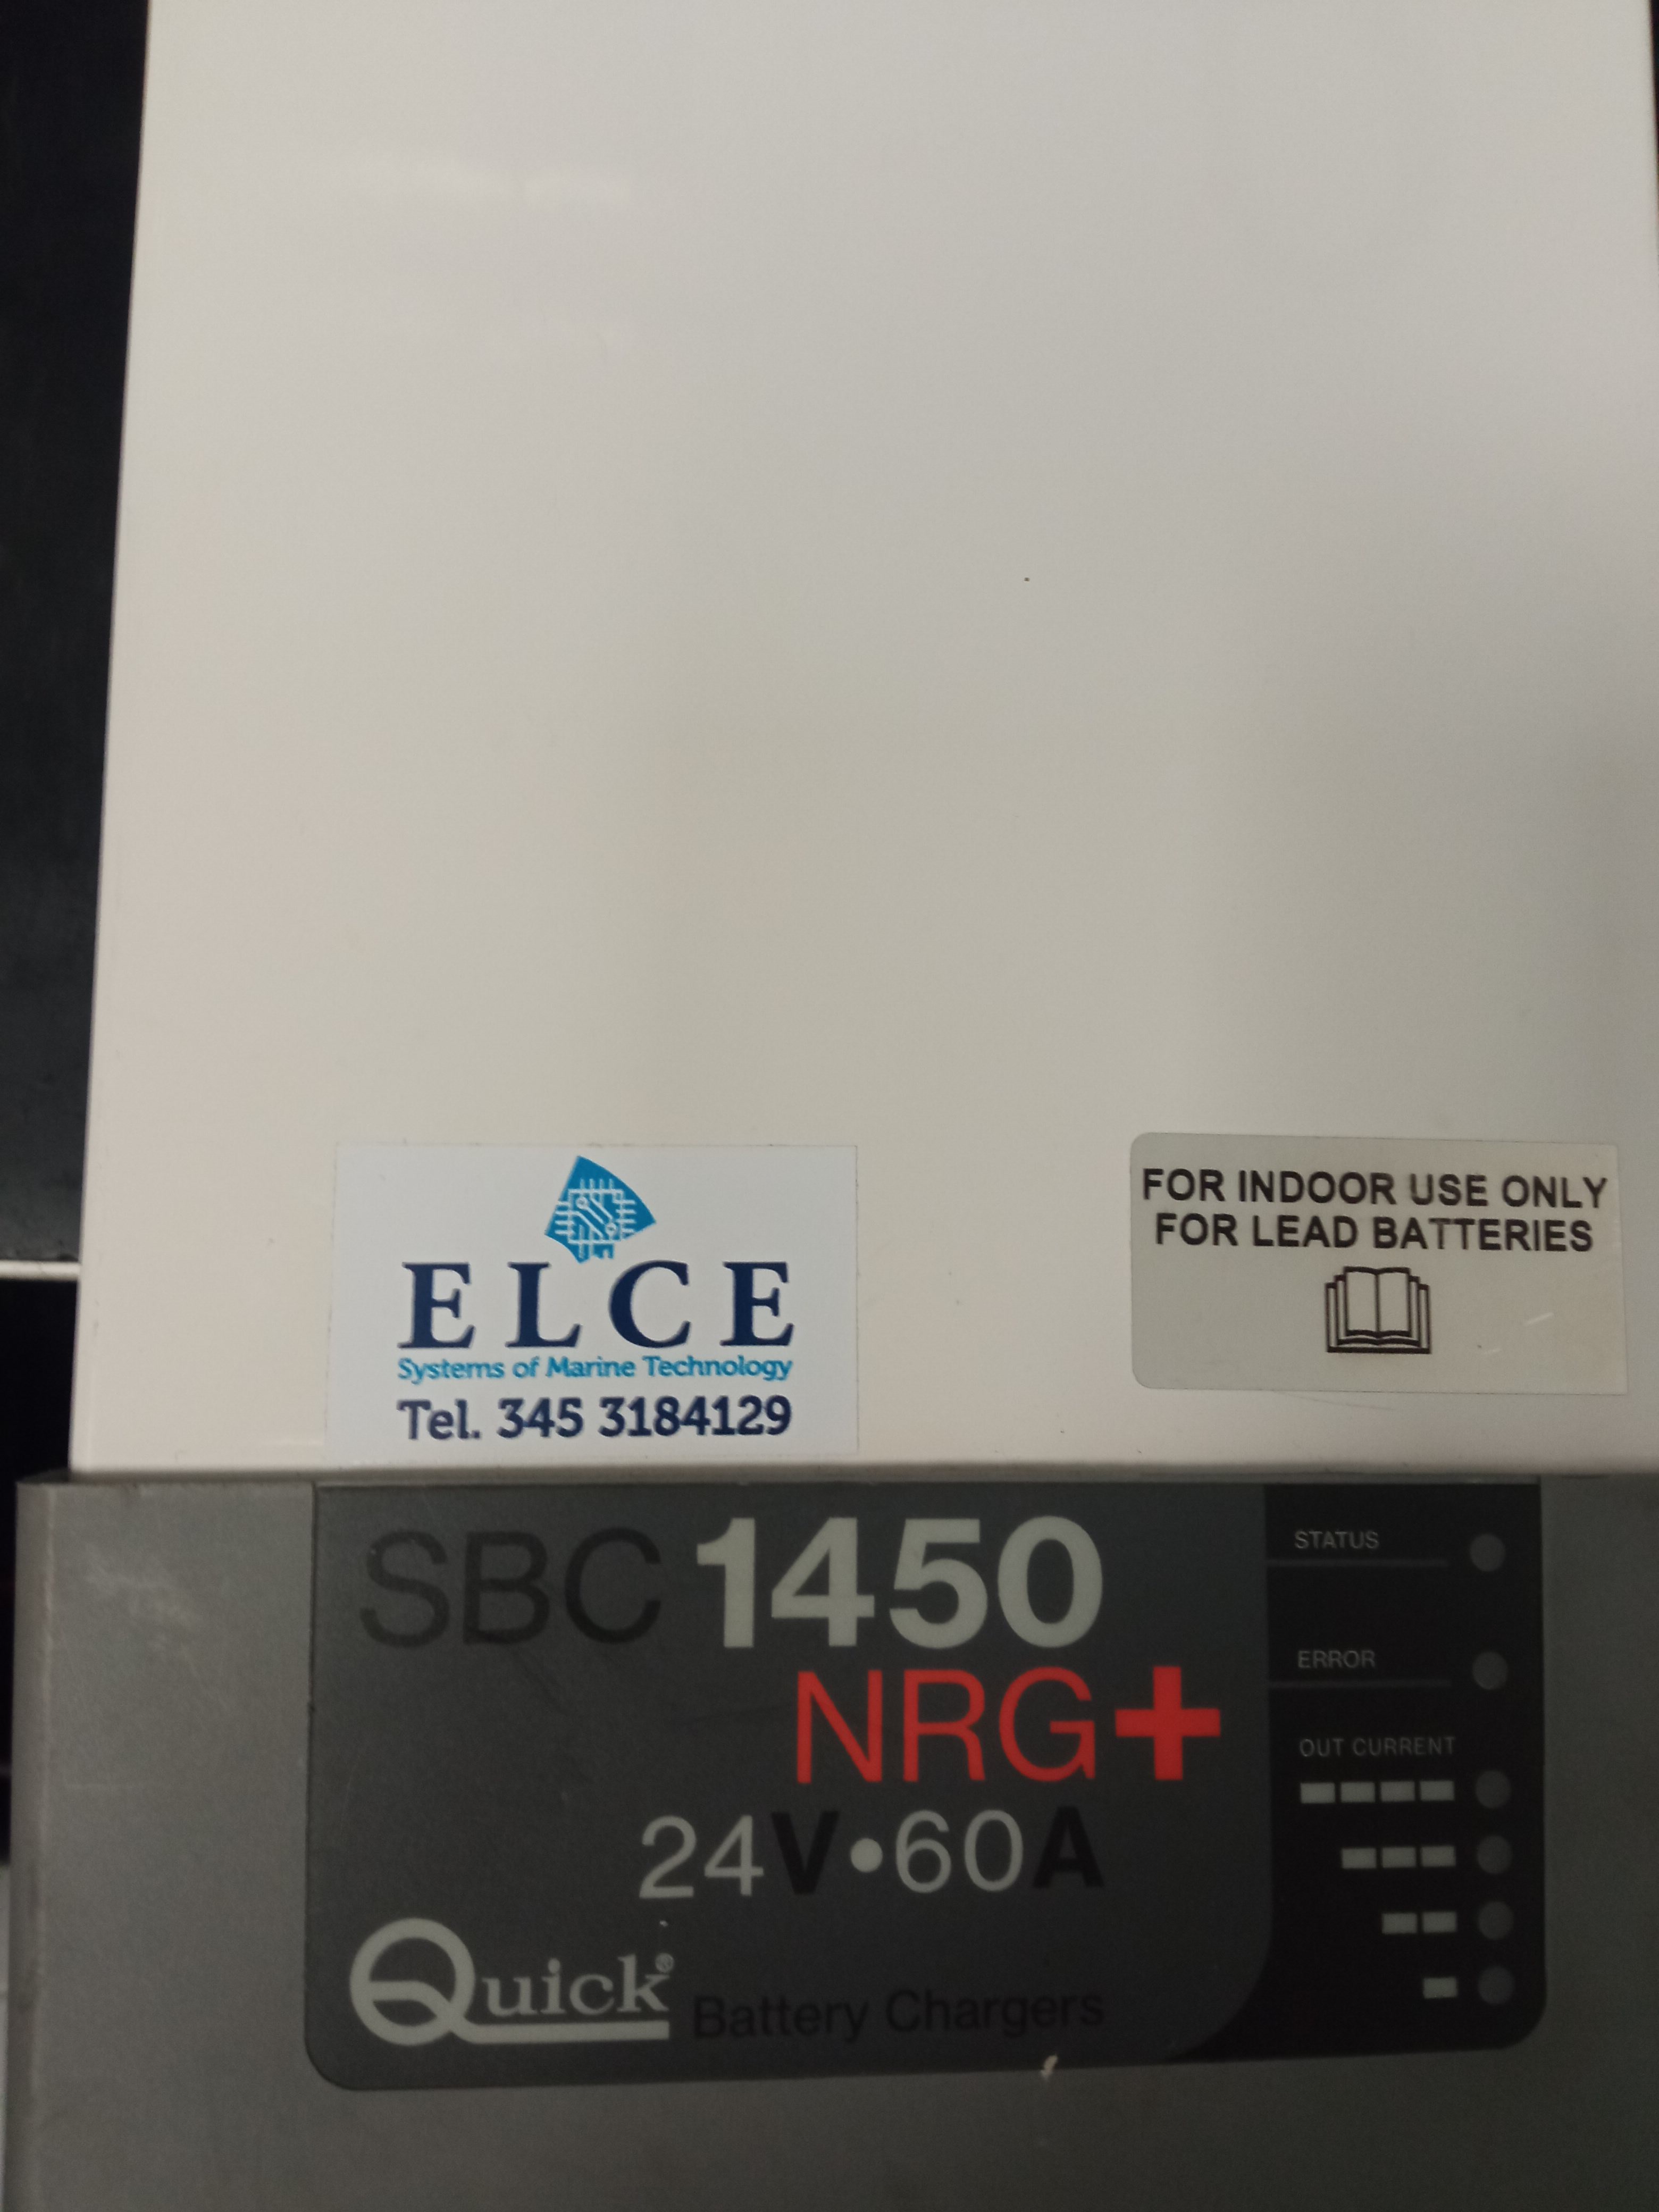 ELCE
Systems of Marine Technology
Tel. 345 3184129
FOR INDOOR USE ONLY
FOR LEAD BATTERIES
SBC 1450
NRG+
24V•60A
Quick®
Battery Chargers
STATUS
ERROR
OUT CURRENT